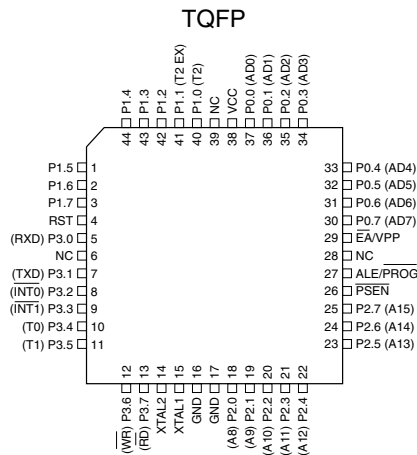 TQFP
P1.4
P1.3
P1.2
P1.1 (T2 EX)
P1.0 (T2)
NC
VCC
P0.0 (AD0)
P0.1 (AD1)
P0.2 (AD2)
P0.3 (AD3)
44
43
42
41
40
39
38
37
36
35
34
P1.5 1
P1.6 2
P1.7 3
RST 4
(RXD) P3.0 5
NC 6
(TXD) P3.1 7
(INT0) P3.2 8
(INT1) P3.3 9
(T0) P3.4 10
(T1) P3.5 11
33 P0.4 (AD4)
32 P0.5 (AD5)
31 P0.6 (AD6)
30 P0.7 (AD7)
29 EA/VPP
28 NC
27 ALE/PROG
26 PSEN
25 P2.7 (A15)
24 P2.6 (A14)
23 P2.5 (A13)
12
13
14
15
16
17
18
19
20
21
22
(WR) P3.6
(RD) P3.7
XTAL2
XTAL1
GND
GND
(A8) P2.0
(A9) P2.1
(A10) P2.2
(A11) P2.3
(A12) P2.4